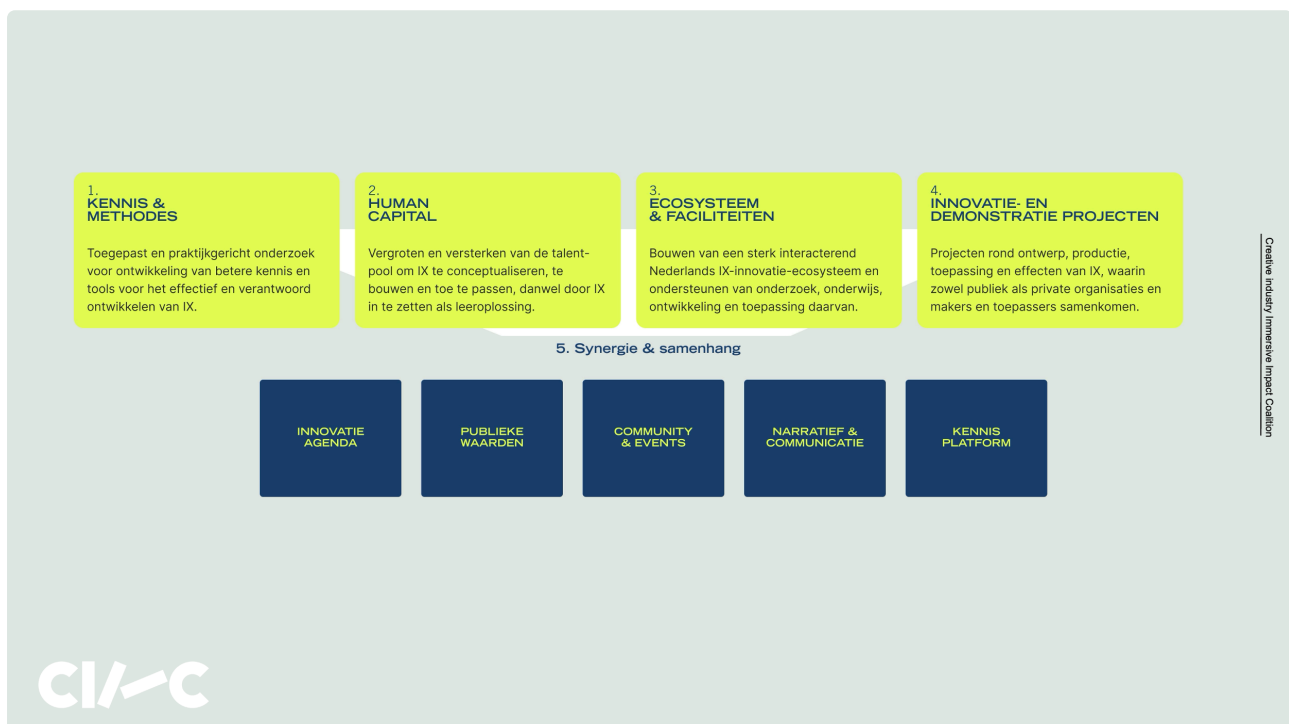 1.
KENNIS &
METHODES
Toegepast en praktijkgericht onderzoek
voor ontwikkeling van betere kennis en
tools voor het effectief en verantwoord
ontwikkelen van IX.
2.
HUMAN
CAPITAL
Vergroten en versterken van de talent-
pool om IX te conceptualiseren, te
bouwen en toe te passen, danwel door IX
in te zetten als leeroplossing.
3.
ECOSYSTEEM
& FACILITEITEN
Bouwen van een sterk interacterend
Nederlands IX-innovatie-ecosysteem en
ondersteunen van onderzoek, onderwijs,
ontwikkeling en toepassing daarvan.
4.
INNOVATIE- EN
DEMONSTRATIE PROJECTEN
Projecten rond ontwerp, productie,
toepassing en effecten van IX, waarin
zowel publiek als private organisaties en
makers en toepassers samenkomen.
5. Synergie & samenhang
INNOVATIE
AGENDA
PUBLIEKE
WAARDEN
COMMUNITY
& EVENTS
NARRATIEF &
COMMUNICATIE
KENNIS
PLATFORM
Creative industry Immersive Impact Coalition
CIIIC